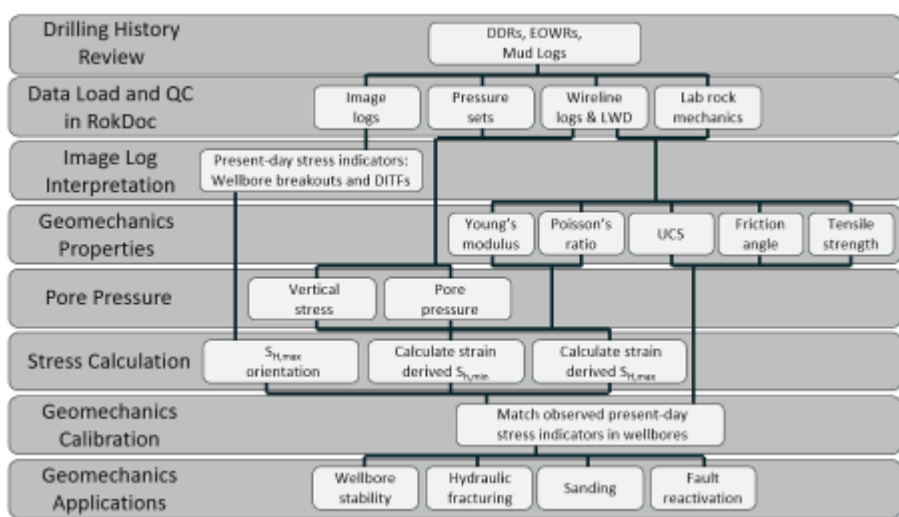 Drilling History
Review
DDRs, EOWRs,
Mud Logs
Data Load and QC
in RokDoc
Image
logs
Pressure
sets
Wireline
logs & LWD
Lab rock
mechanics
Image Log
Interpretation
Present-day stress indicators:
Wellbore breakouts and DITFs
Geomechanics
Properties
Young's
modulus
Poisson's
ratio
UCS
Friction
angle
Tensile
strength
Pore Pressure
Vertical
stress
Pore
pressure
Stress Calculation
S_H,max
orientation
Calculate strain
derived S_h,min
Calculate strain
derived S_H,max
Geomechanics
Calibration
Match observed present-day
stress indicators in wellbores
Geomechanics
Applications
Wellbore
stability
Hydraulic
fracturing
Sanding
Fault
reactivation